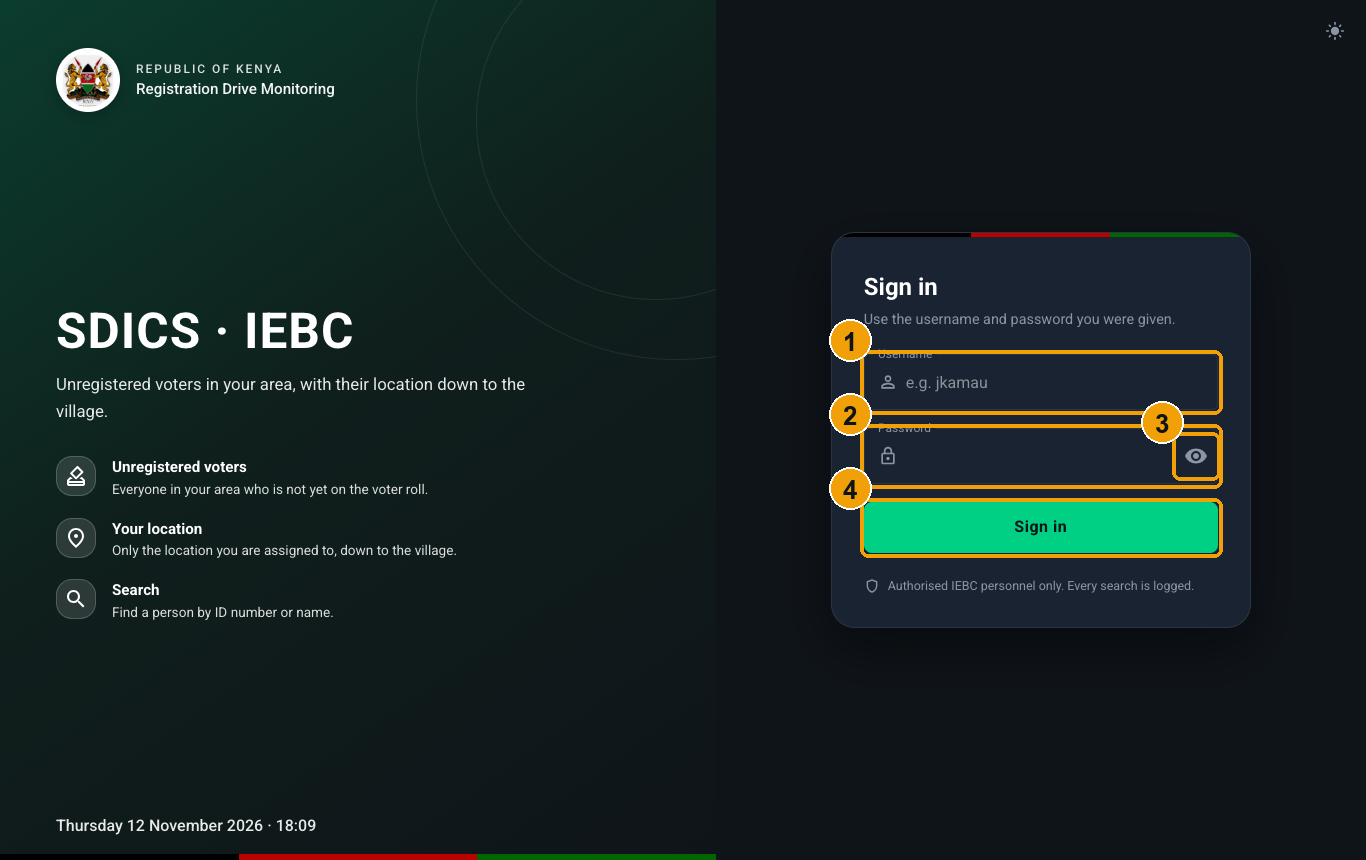 REPUBLIC OF KENYA
Registration Drive Monitoring
SDICS · IEBC
Unregistered voters in your area, with their location down to the
village.
Unregistered voters
Everyone in your area who is not yet on the voter roll.
Your location
Only the location you are assigned to, down to the village.
Search
Find a person by ID number or name.
Thursday 12 November 2026 · 18:09
Sign in
Use the username and password you were given.
1
Username
e.g. jkamau
2
Password
3
4
Sign in
Authorised IEBC personnel only. Every search is logged.